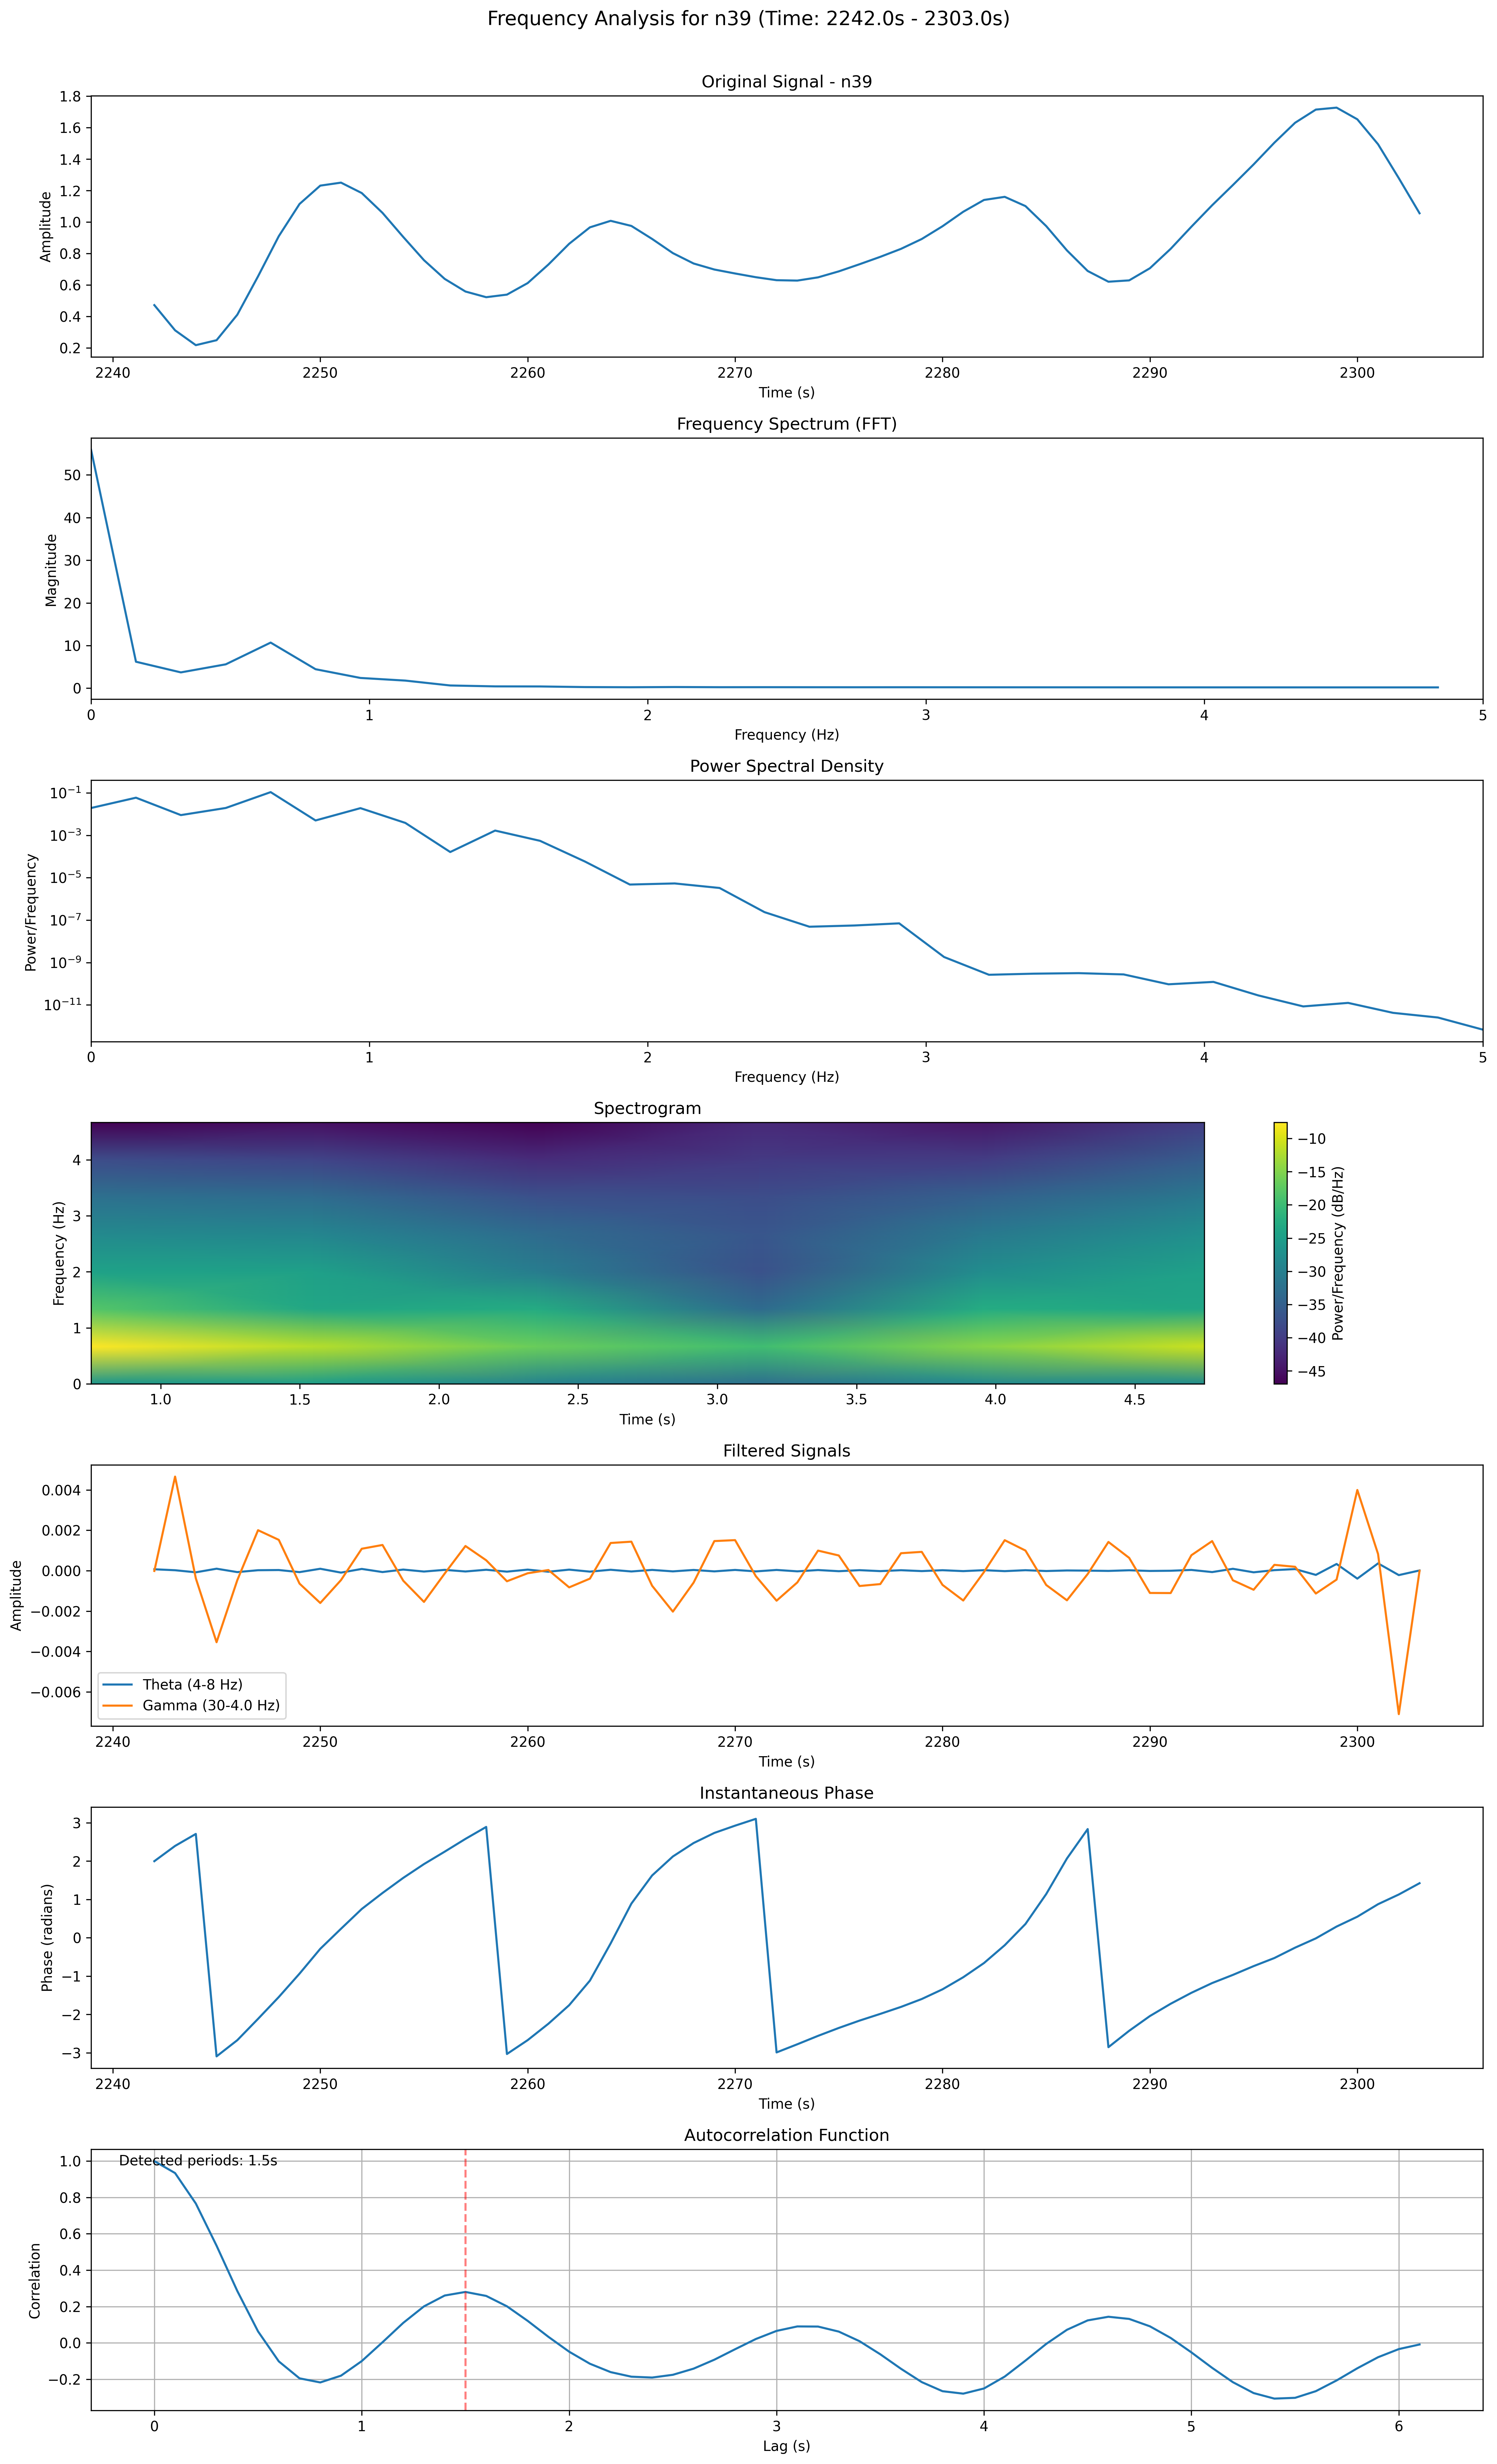 Frequency Analysis for n39 (Time: 2242.0s - 2303.0s)
Original Signal - n39
Amplitude
1.8
1.6
1.4
1.2
1.0
0.8
0.6
0.4
0.2
2240 2250 2260 2270 2280 2290 2300
Time (s)
Frequency Spectrum (FFT)
Magnitude
50
40
30
20
10
0
0 1 2 3 4 5
Frequency (Hz)
Power Spectral Density
Power/Frequency
10⁻¹
10⁻³
10⁻⁵
10⁻⁷
10⁻⁹
10⁻¹¹
0 1 2 3 4 5
Frequency (Hz)
Spectrogram
Frequency (Hz)
4
3
2
1
0
1.0 1.5 2.0 2.5 3.0 3.5 4.0 4.5
Time (s)
−10
−15
−20
−25
−30
−35
−40
−45
Power/Frequency (dB/Hz)
Filtered Signals
Amplitude
0.004
0.002
0.000
−0.002
−0.004
−0.006
Theta (4-8 Hz)
Gamma (30-4.0 Hz)
2240 2250 2260 2270 2280 2290 2300
Time (s)
Instantaneous Phase
Phase (radians)
3
2
1
0
−1
−2
−3
2240 2250 2260 2270 2280 2290 2300
Time (s)
Autocorrelation Function
Correlation
Detected periods: 1.5s
1.0
0.8
0.6
0.4
0.2
0.0
−0.2
0 1 2 3 4 5 6
Lag (s)